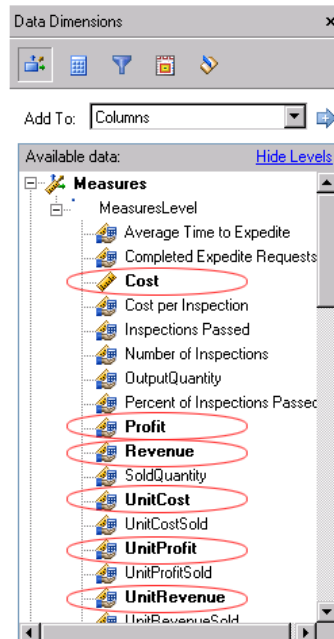 Data Dimensions
Add To: Columns
Available data: Hide Levels
Measures
MeasuresLevel
Average Time to Expedite
Completed Expedite Requests
Cost
Cost per Inspection
Inspections Passed
Number of Inspections
OutputQuantity
Percent of Inspections Passed
Profit
Revenue
SoldQuantity
UnitCost
UnitCostSold
UnitProfit
UnitProfitSold
UnitRevenue
UnitRevenueSold